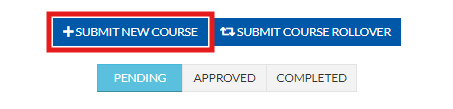 SUBMIT NEW COURSE SUBMIT COURSE ROLLOVER
PENDING APPROVED COMPLETED